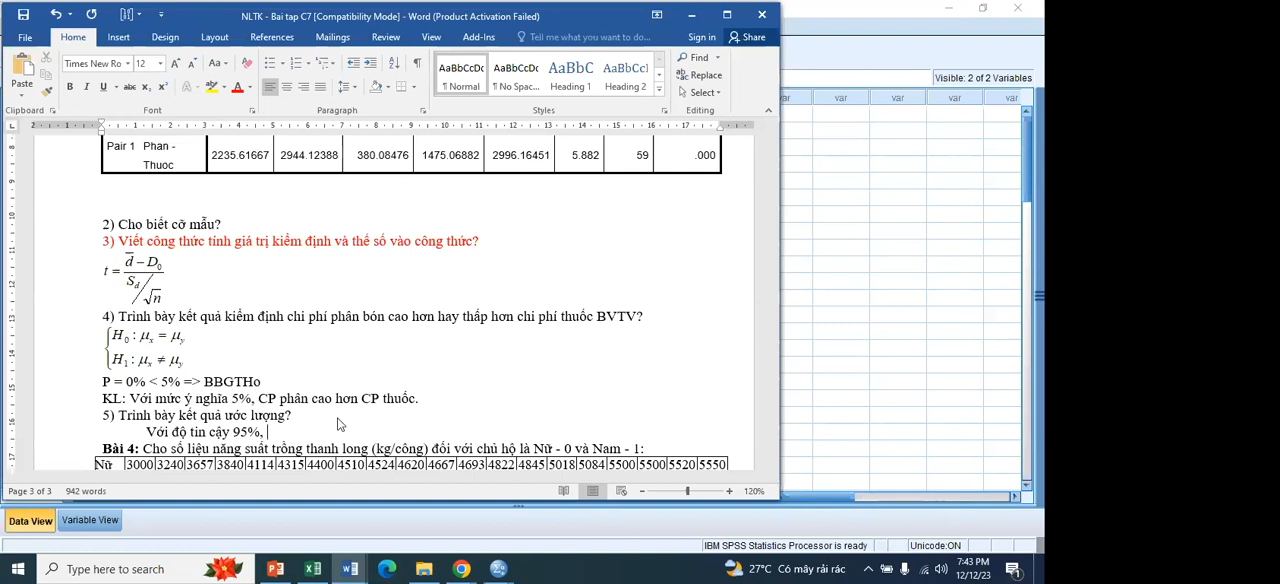 NLTK - Bai tap C7 [Compatibility Mode] - Word (Product Activation Failed)
File Home Insert Design Layout References Mailings Review View Add-Ins Tell me what you want to do... Sign in Share
Paste
Clipboard
Times New Ro 12
Font
Paragraph
AaBbCcDc AaBbCcDc AaBbC AaBbCcI
¶ Normal ¶ No Spac... Heading 1 Heading 2
Styles
Find
Replace
Select
Editing
Visible: 2 of 2 Variables
var var var var var
Pair 1 Phan - Thuoc 2235.61667 2944.12388 380.08476 1475.06882 2996.16451 5.882 59 .000
2) Cho biết cỡ mẫu?
3) Viết công thức tính giá trị kiểm định và thế số vào công thức?
t = (d̄ − D₀) / (S_d / √n)
4) Trình bày kết quả kiểm định chi phí phân bón cao hơn hay thấp hơn chi phí thuốc BVTV?
H₀ : μₓ = μᵧ
H₁ : μₓ ≠ μᵧ
P = 0% < 5% => BBGTHo
KL: Với mức ý nghĩa 5%, CP phân cao hơn CP thuốc.
5) Trình bày kết quả ước lượng?
Với độ tin cậy 95%,
Bài 4: Cho số liệu năng suất trồng thanh long (kg/công) đối với chủ hộ là Nữ - 0 và Nam - 1:
Nữ 3000 3240 3657 3840 4114 4315 4400 4510 4524 4620 4667 4693 4822 4845 5018 5084 5500 5500 5520 5550
Page 3 of 3 942 words 120%
Data View Variable View
IBM SPSS Statistics Processor is ready Unicode:ON
Type here to search
27°C Có mây rải rác
7:43 PM
12/12/23